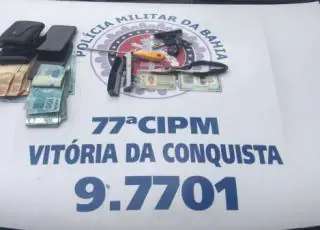 POLÍCIA MILITAR DA BAHIA
77ªCIPM
VITÓRIA DA CONQUISTA
9.7701